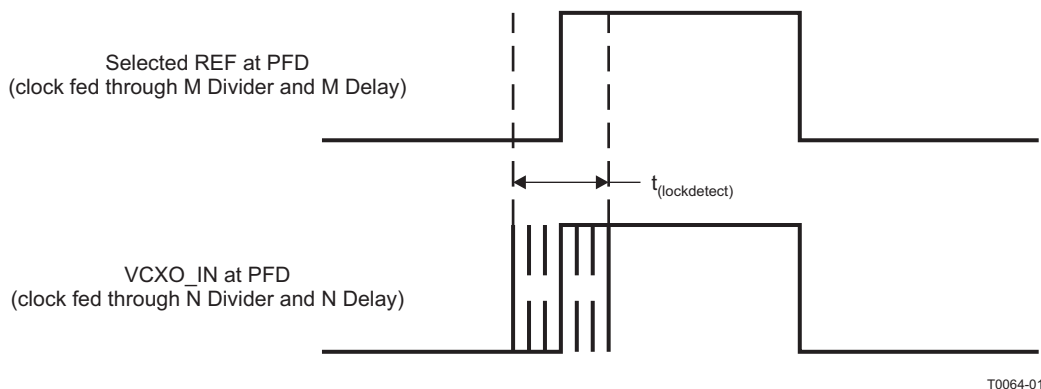 Selected REF at PFD
(clock fed through M Divider and M Delay)
t(lockdetect)
VCXO_IN at PFD
(clock fed through N Divider and N Delay)
T0064-01